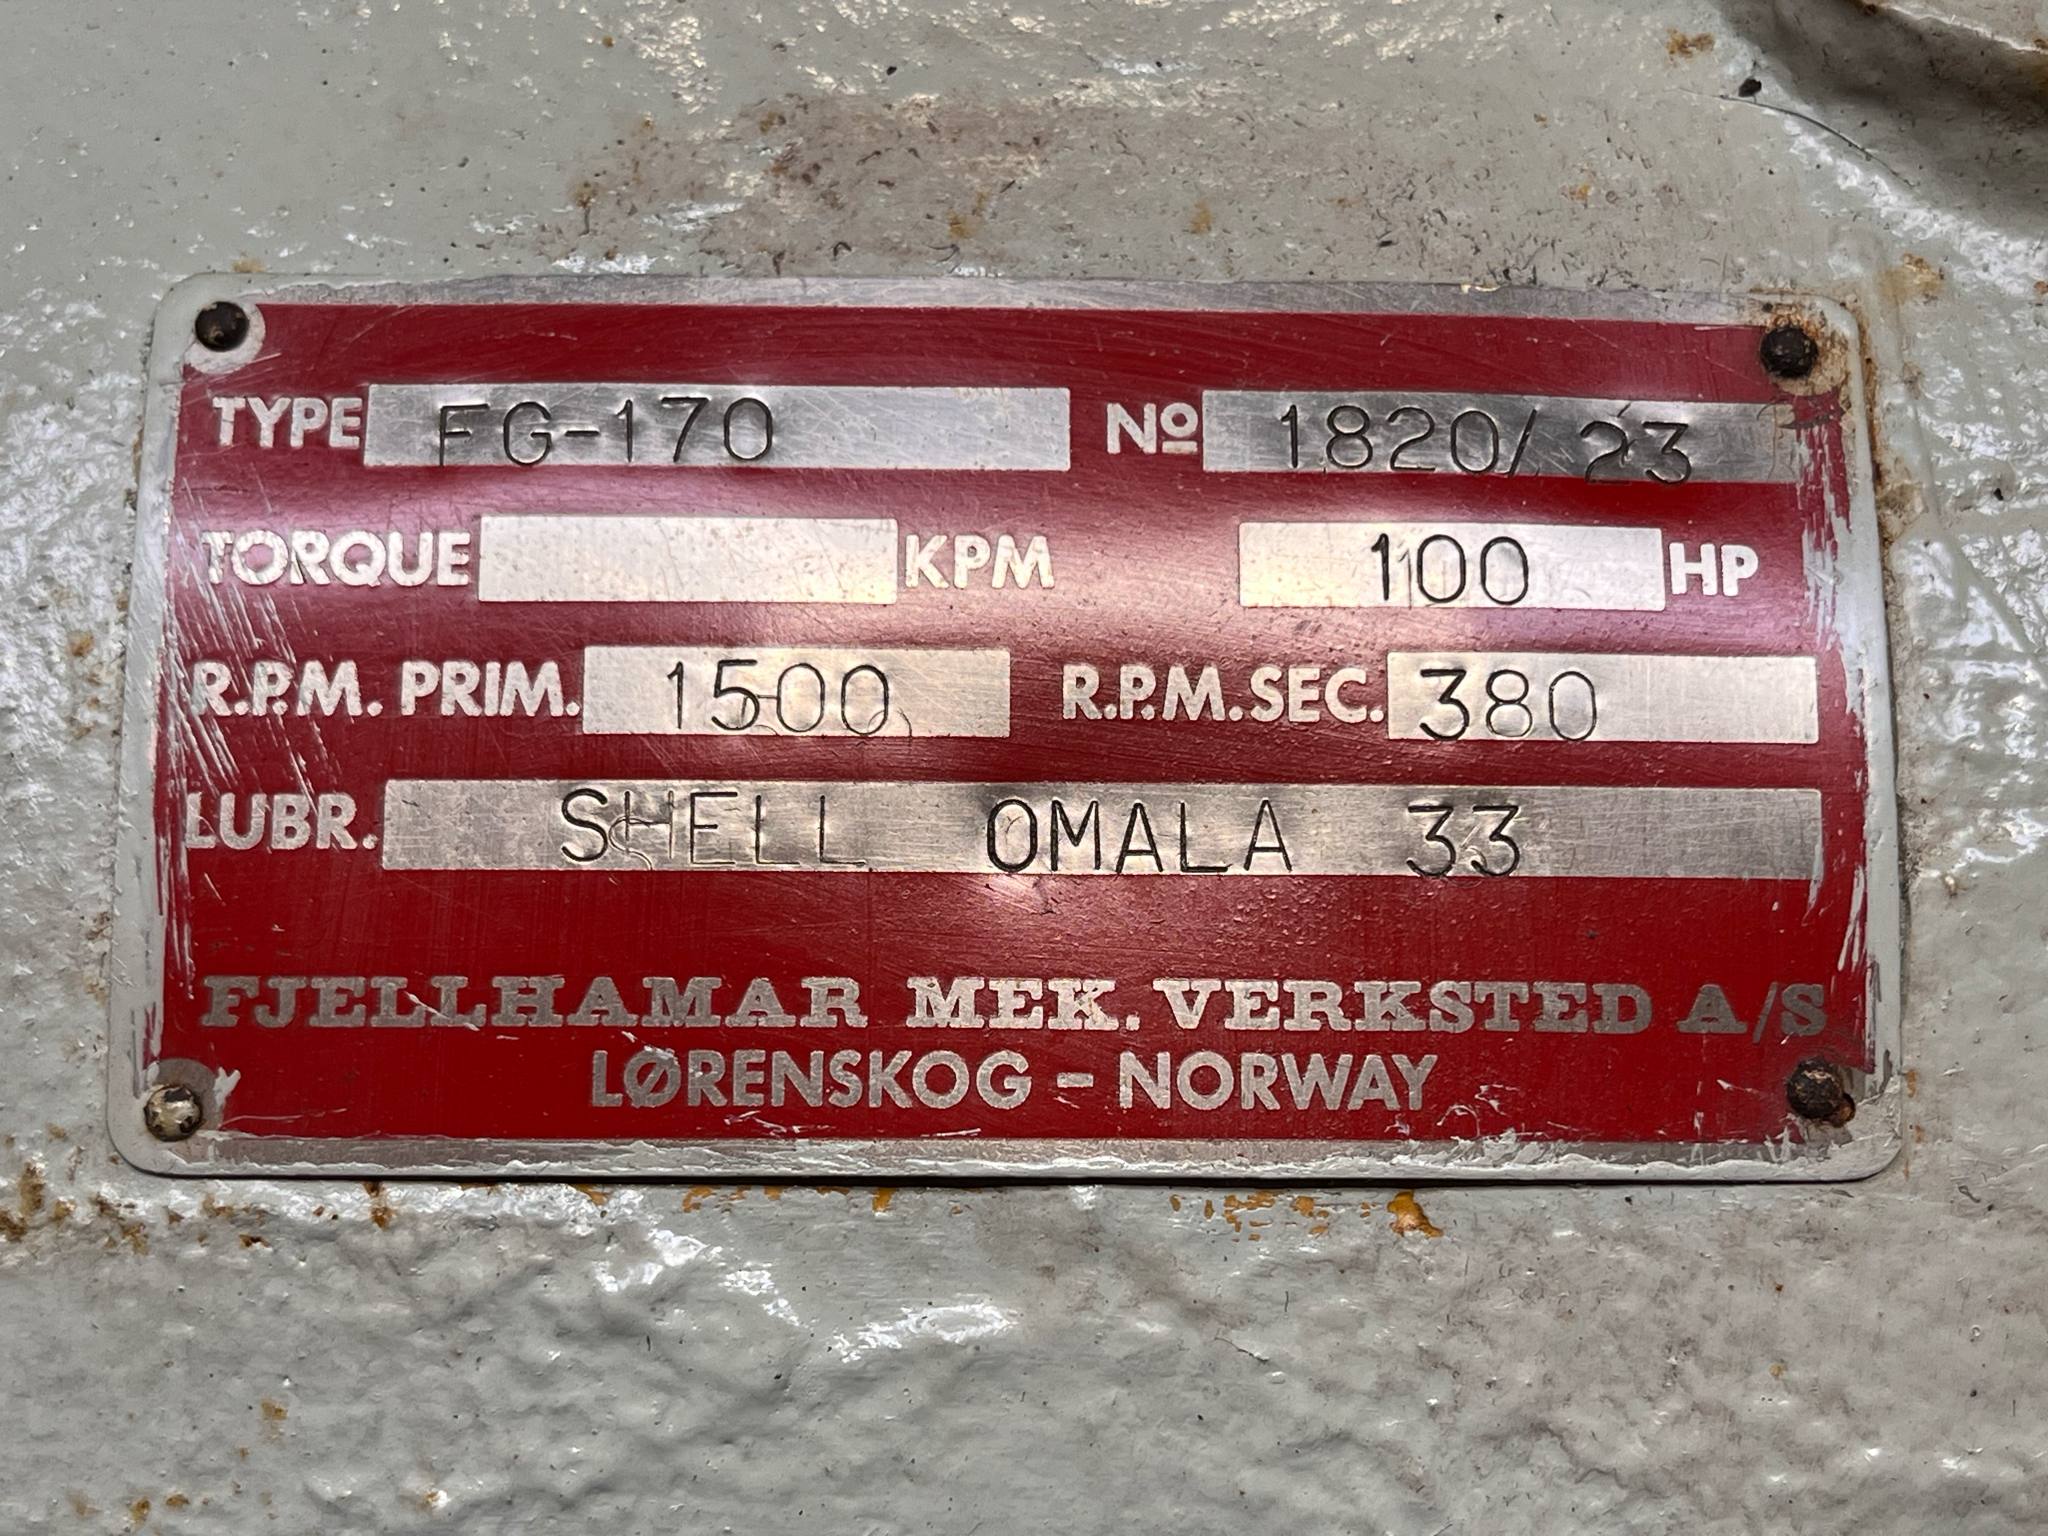 TYPE FG-170 Nº 1820/23
TORQUE KPM 100 HP
R.P.M. PRIM. 1500 R.P.M. SEC. 380
LUBR. SHELL OMALA 33
FJELLHAMAR MEK. VERKSTED A/S
LØRENSKOG - NORWAY